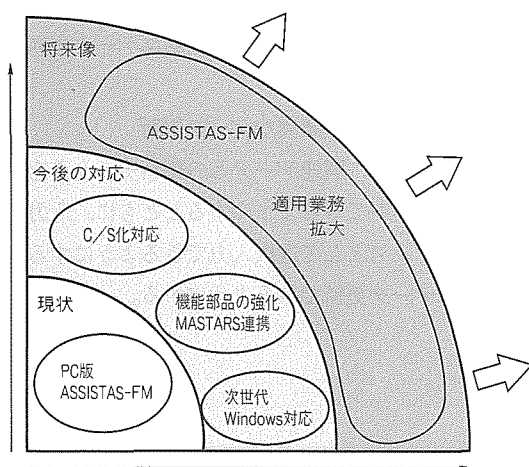 将来像
ASSISTAS-FM
適用業務
拡大
今後の対応
C/S化対応
機能部品の強化
MASTARS連携
次世代
Windows対応
現状
PC版
ASSISTAS-FM